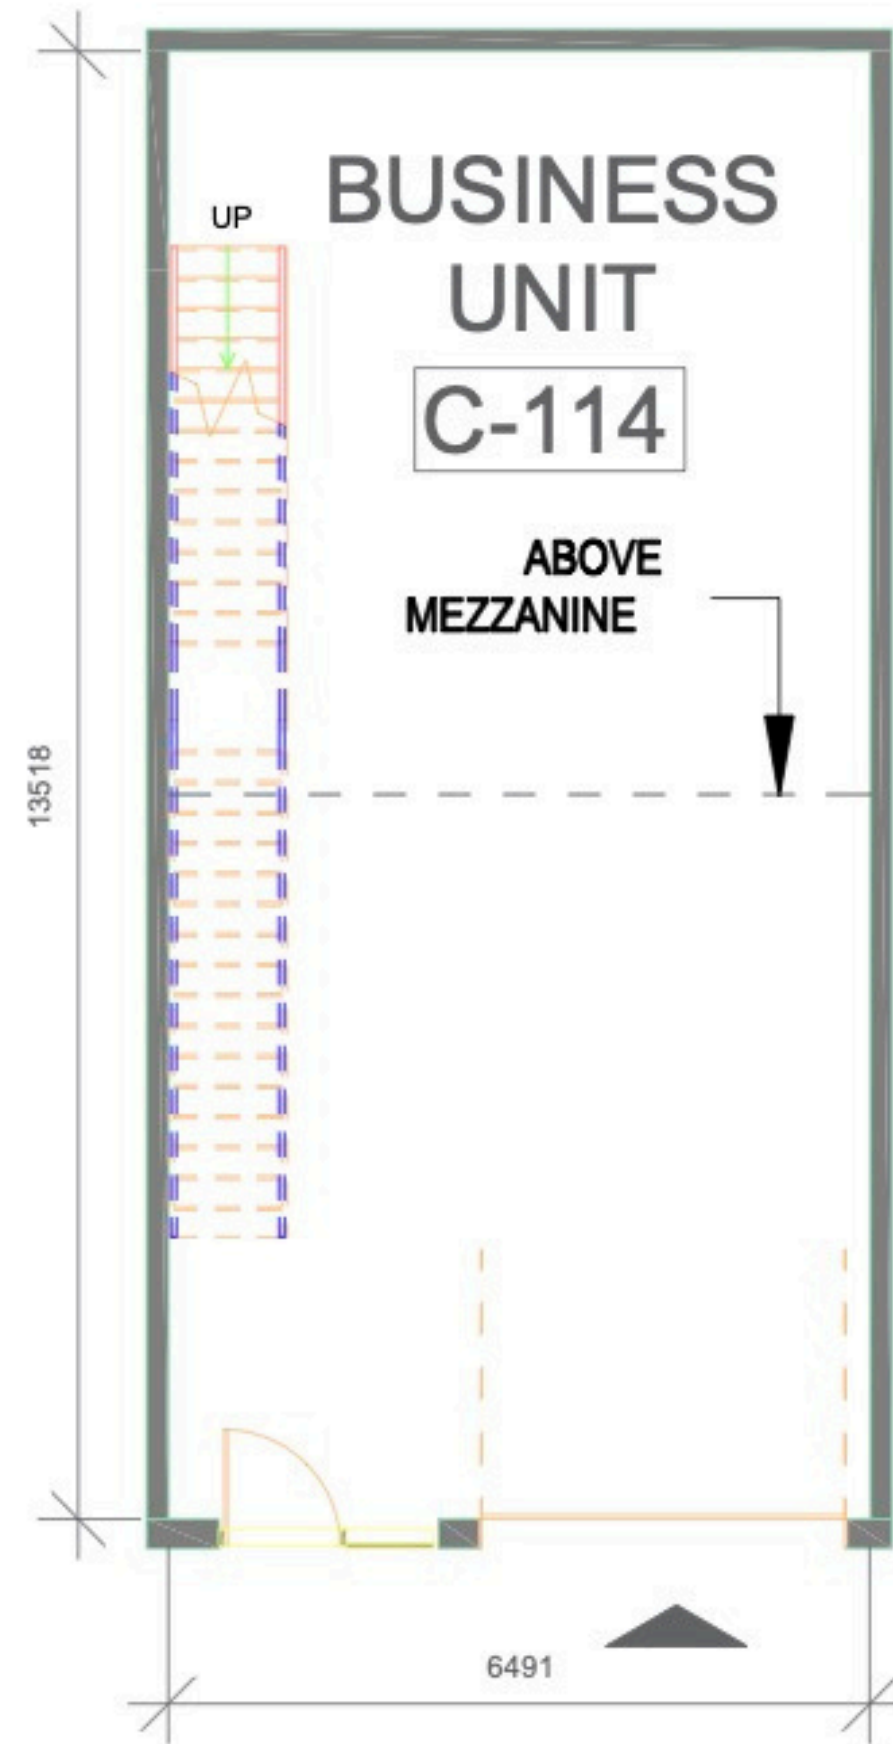 UP
BUSINESS
UNIT
C-114
ABOVE
MEZZANINE
13518
6491